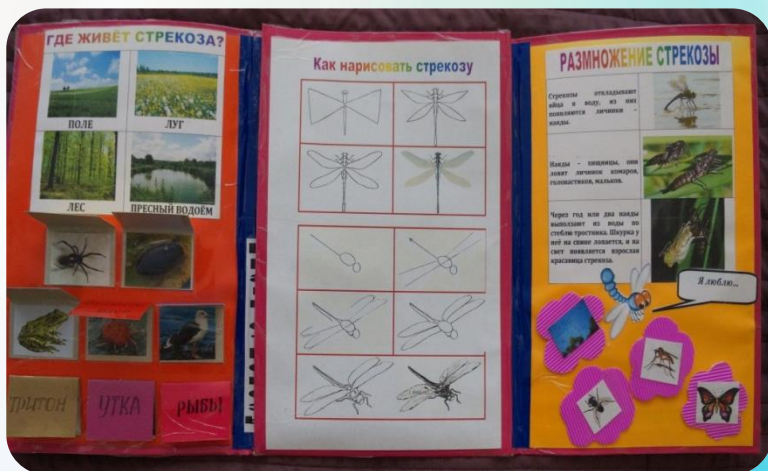 ГДЕ ЖИВЁТ СТРЕКОЗА?
ПОЛЕ
ЛУГ
ЛЕС
ПРЕСНЫЙ ВОДОЁМ
ТРИТОН
УТКА
РЫБЫ
Как нарисовать стрекозу
РАЗМНОЖЕНИЕ СТРЕКОЗЫ
Стрекозы откладывают
яйца в воду, из них
появляются личинки –
наяды.
Наяды – хищницы, они
ловят личинок комаров,
головастиков, мальков.
Через год или два наяды
выползают из воды по
стеблю тростника. Шкурка у
неё на спине лопается, и на
свет появляется взрослая
красавица стрекоза.
Я люблю...